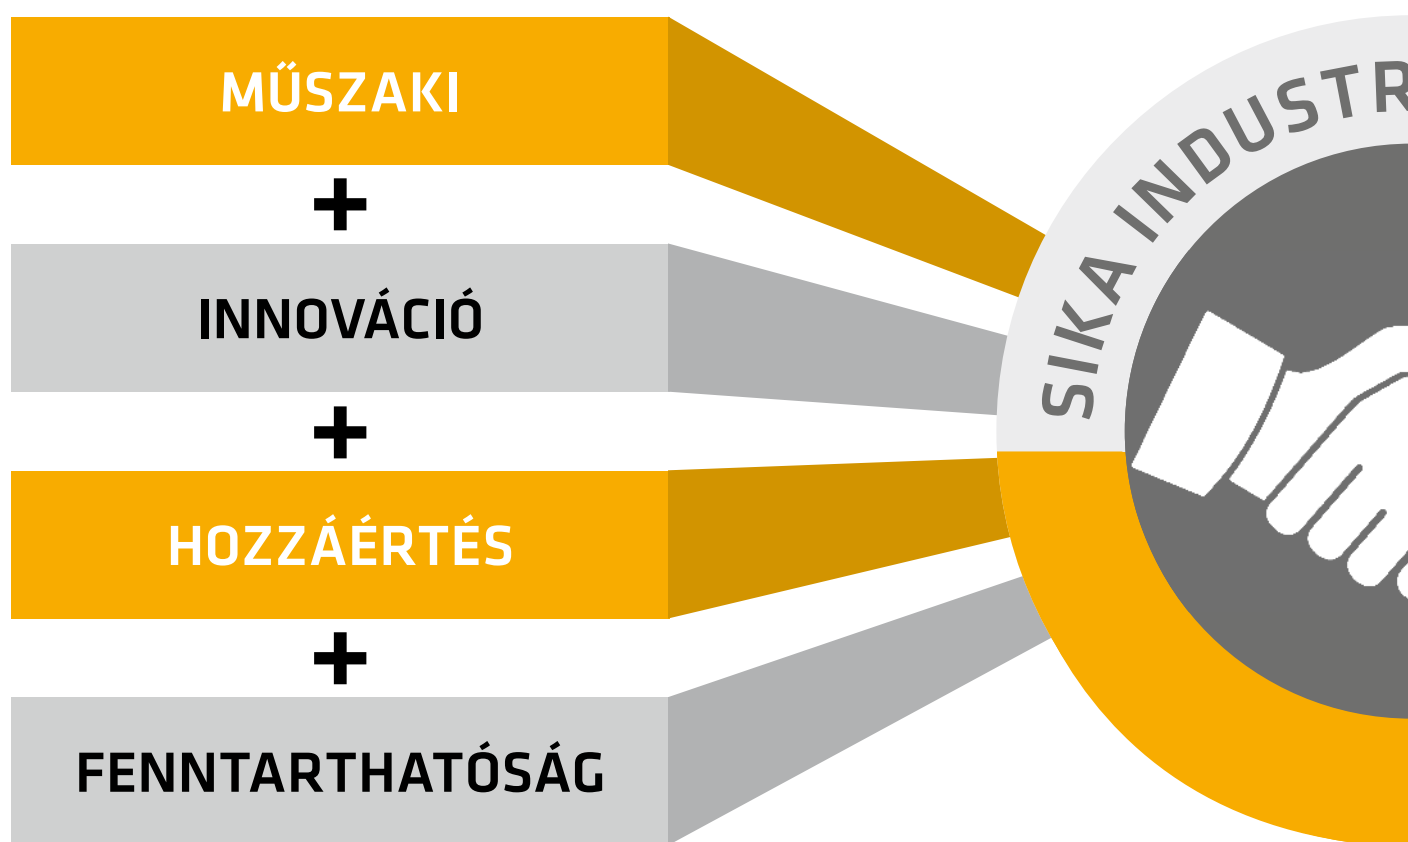 MŰSZAKI
+
INNOVÁCIÓ
+
HOZZÁÉRTÉS
+
FENNTARTHATÓSÁG
SIKA INDUSTR